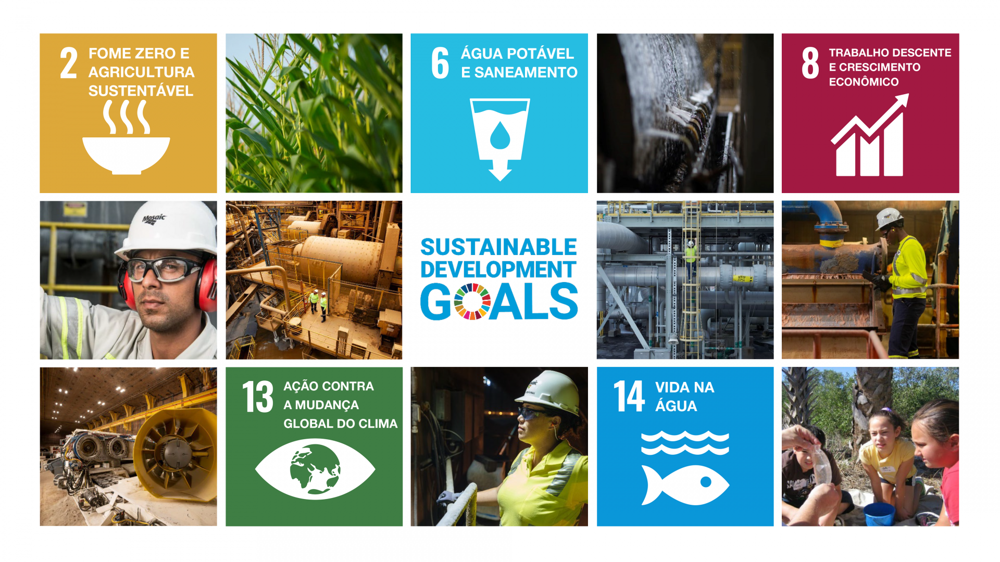 2
FOME ZERO E
AGRICULTURA
SUSTENTÁVEL
6
ÁGUA POTÁVEL
E SANEAMENTO
8
TRABALHO DESCENTE
E CRESCIMENTO
ECONÔMICO
Mosaic
SUSTAINABLE
DEVELOPMENT
GOALS
13
AÇÃO CONTRA
A MUDANÇA
GLOBAL DO CLIMA
14
VIDA NA
ÁGUA